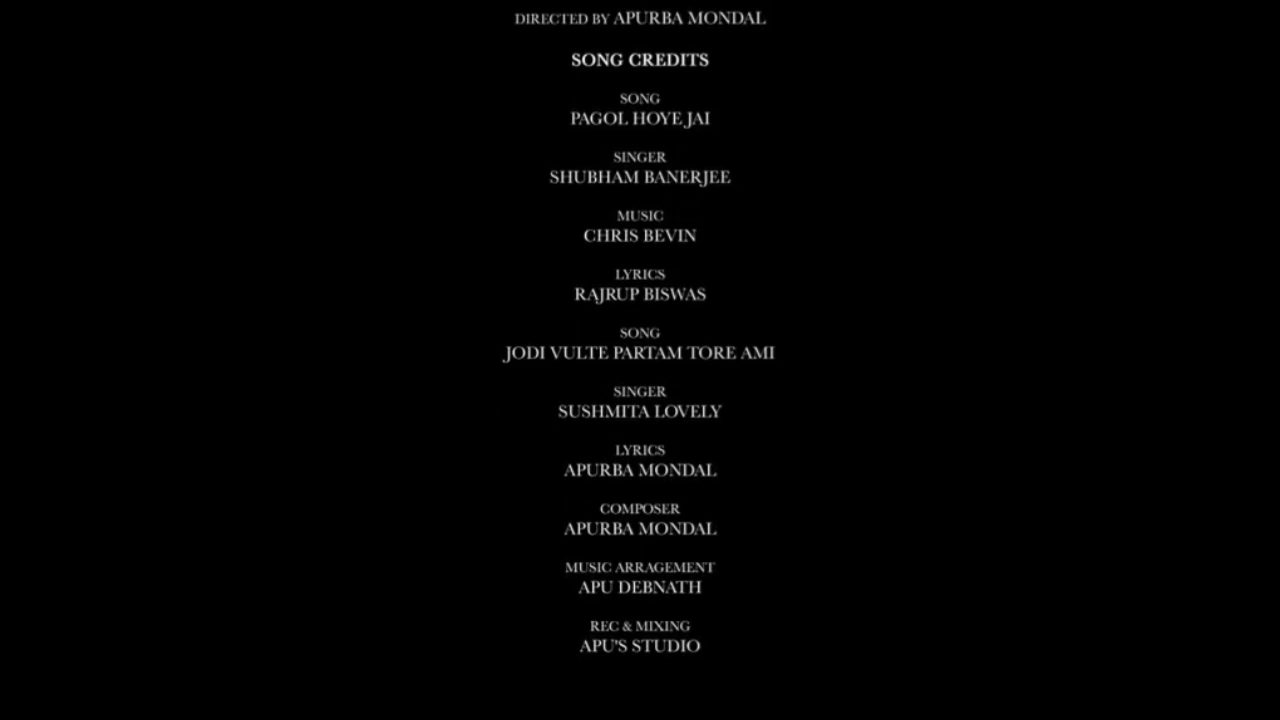 DIRECTED BY APURBA MONDAL
SONG CREDITS
SONG
PAGOL HOYE JAI
SINGER
SHUBHAM BANERJEE
MUSIC
CHRIS BEVIN
LYRICS
RAJRUP BISWAS
SONG
JODI VULTE PARTAM TORE AMI
SINGER
SUSHMITA LOVELY
LYRICS
APURBA MONDAL
COMPOSER
APURBA MONDAL
MUSIC ARRAGEMENT
APU DEBNATH
REC & MIXING
APU'S STUDIO